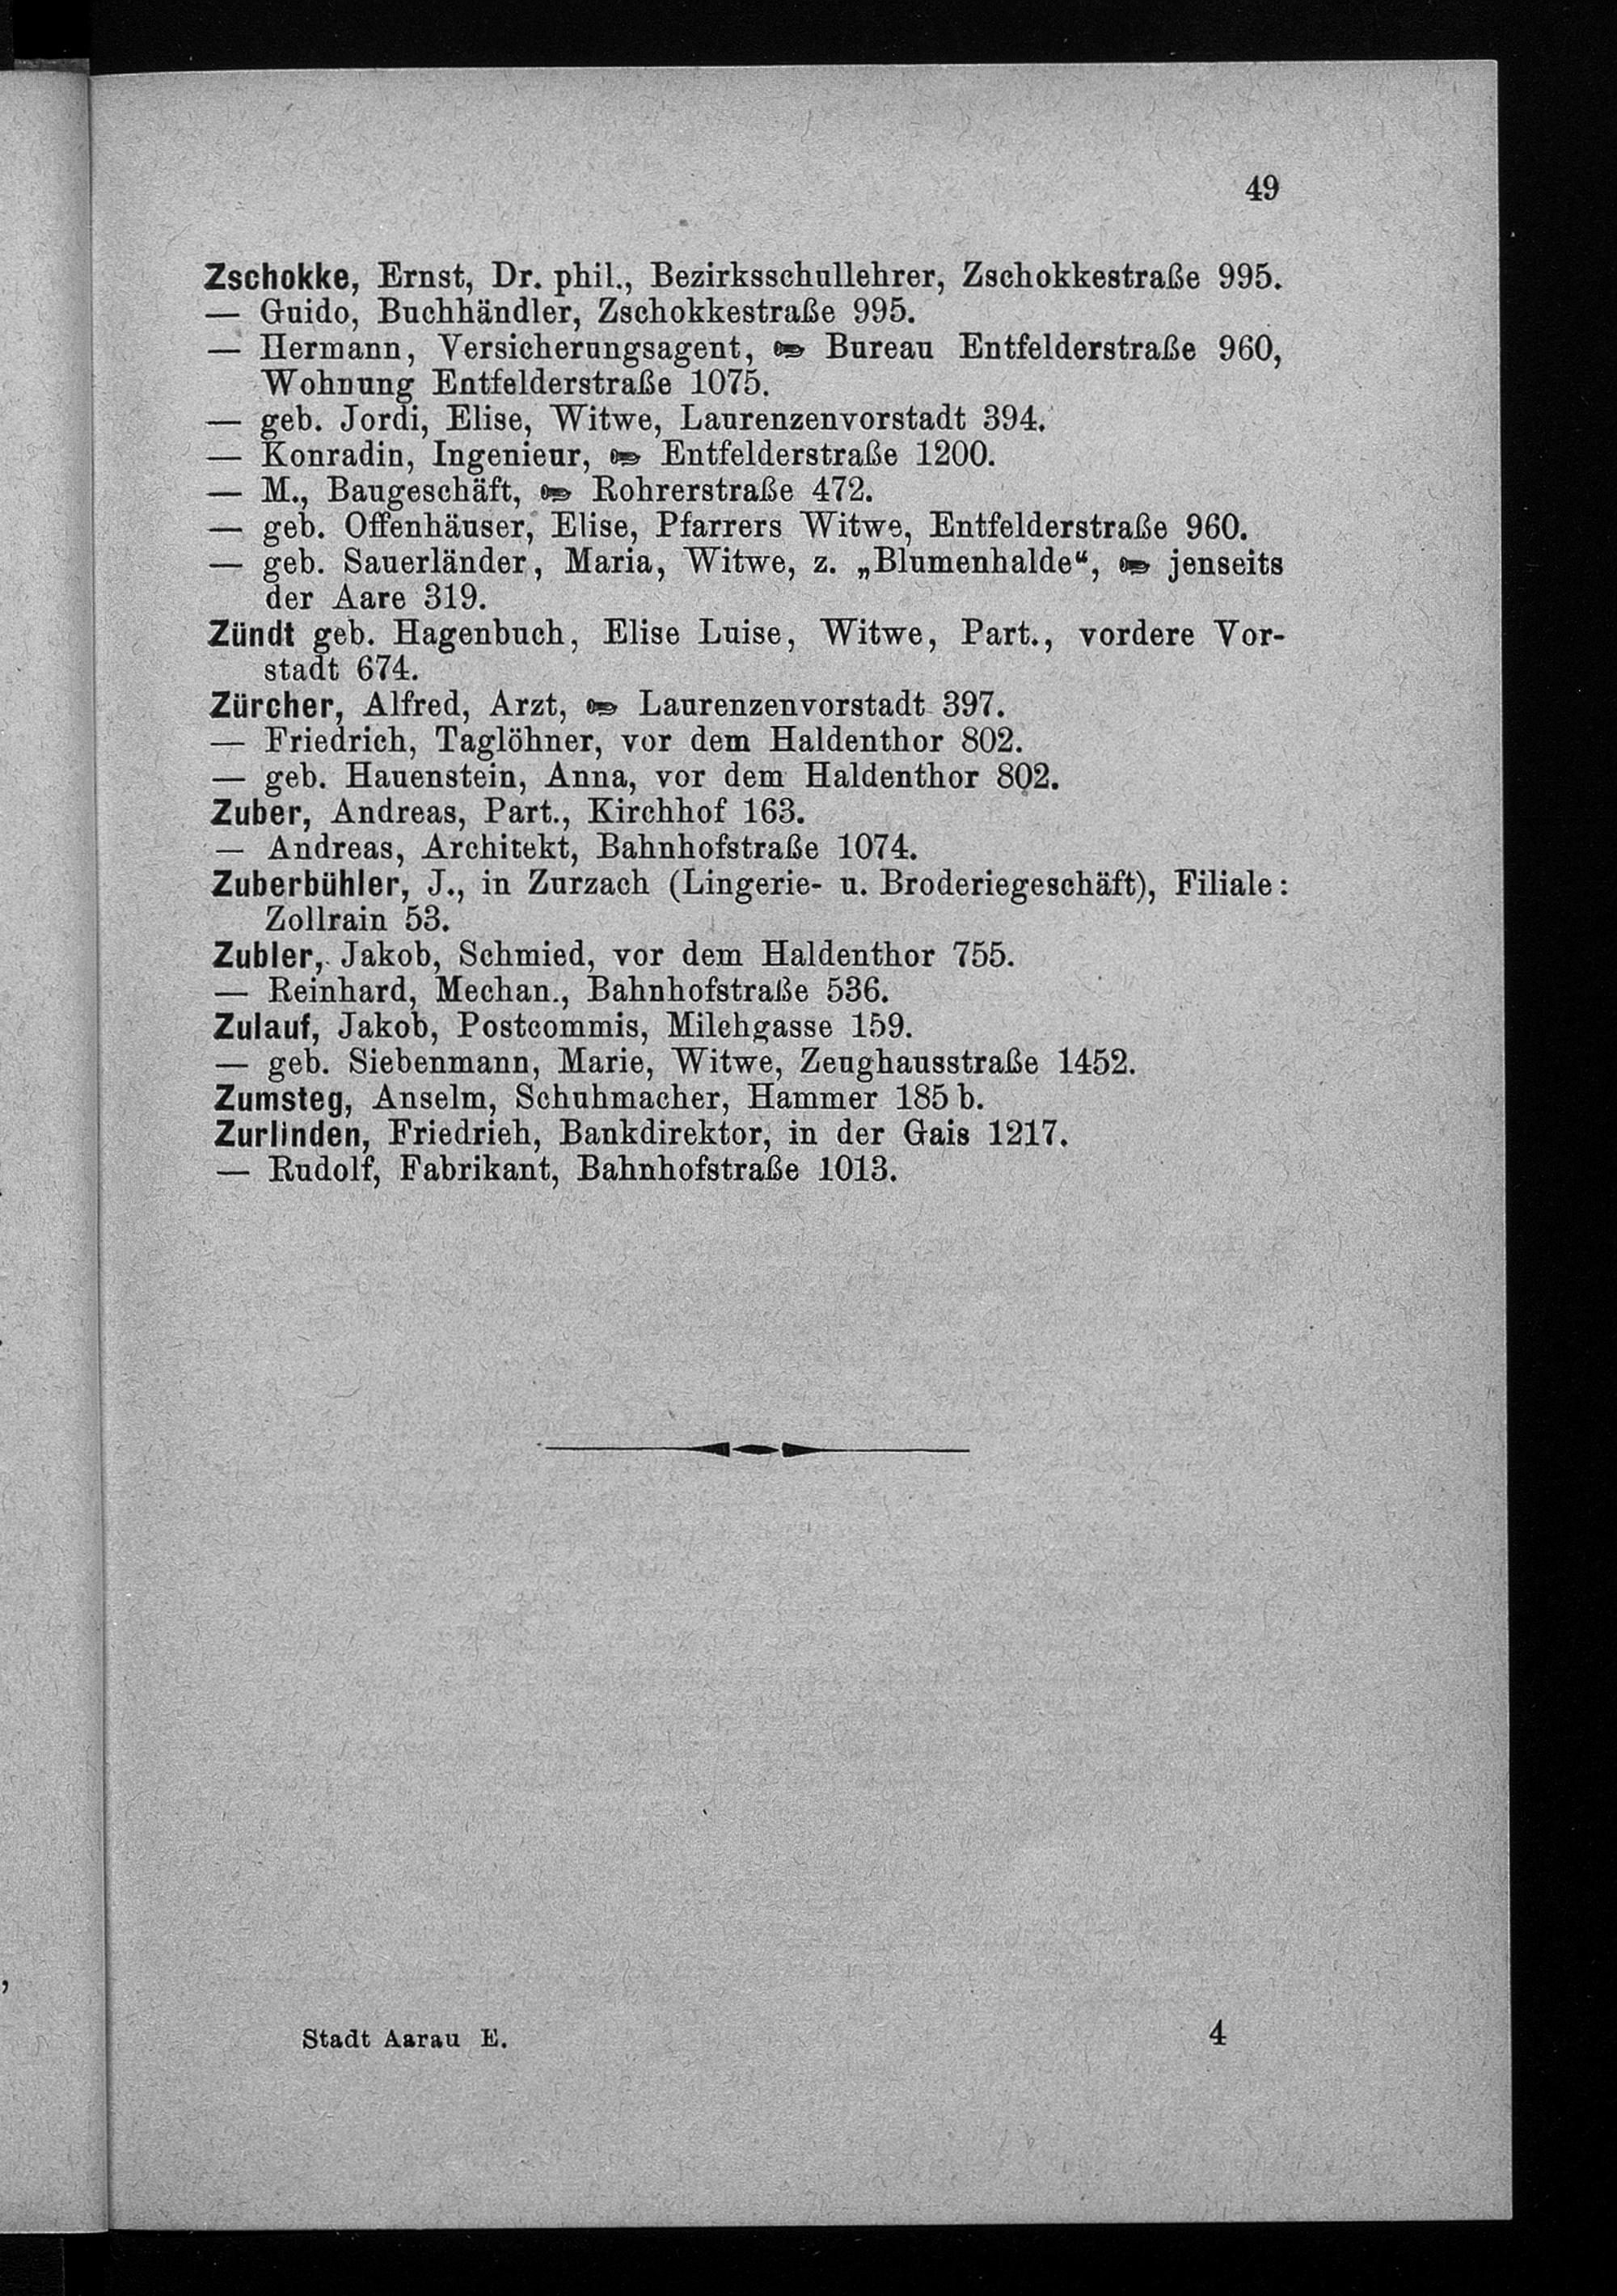 49
Zschokke, Ernst, Dr. phil., Bezirksschullehrer, Zschokkestraße 995.
— Guido, Buchhändler, Zschokkestraße 995.
— Hermann, Versicherungsagent, Bureau Entfelderstraße 960,
Wohnung Entfelderstraße 1075.
— geb. Jordi, Elise, Witwe, Laurenzenvorstadt 394.
— Konradin, Ingenieur, Entfelderstraße 1200.
— M., Baugeschäft, Rohrerstraße 472.
— geb. Offenhäuser, Elise, Pfarrers Witwe, Entfelderstraße 960.
— geb. Sauerländer, Maria, Witwe, z. „Blumenhalde“, jenseits
der Aare 319.
Zündt geb. Hagenbuch, Elise Luise, Witwe, Part., vordere Vor-
stadt 674.
Zürcher, Alfred, Arzt, Laurenzenvorstadt 397.
— Friedrich, Taglöhner, vor dem Haldenthor 802.
— geb. Hauenstein, Anna, vor dem Haldenthor 802.
Zuber, Andreas, Part., Kirchhof 163.
— Andreas, Architekt, Bahnhofstraße 1074.
Zuberbühler, J., in Zurzach (Lingerie- u. Broderiegeschäft), Filiale:
Zollrain 53.
Zubler, Jakob, Schmied, vor dem Haldenthor 755.
— Reinhard, Mechan., Bahnhofstraße 536.
Zulauf, Jakob, Postcommis, Milchgasse 159.
— geb. Siebenmann, Marie, Witwe, Zeughausstraße 1452.
Zumsteg, Anselm, Schuhmacher, Hammer 185 b.
Zurlinden, Friedrich, Bankdirektor, in der Gais 1217.
— Rudolf, Fabrikant, Bahnhofstraße 1013.
Stadt Aarau E. 4